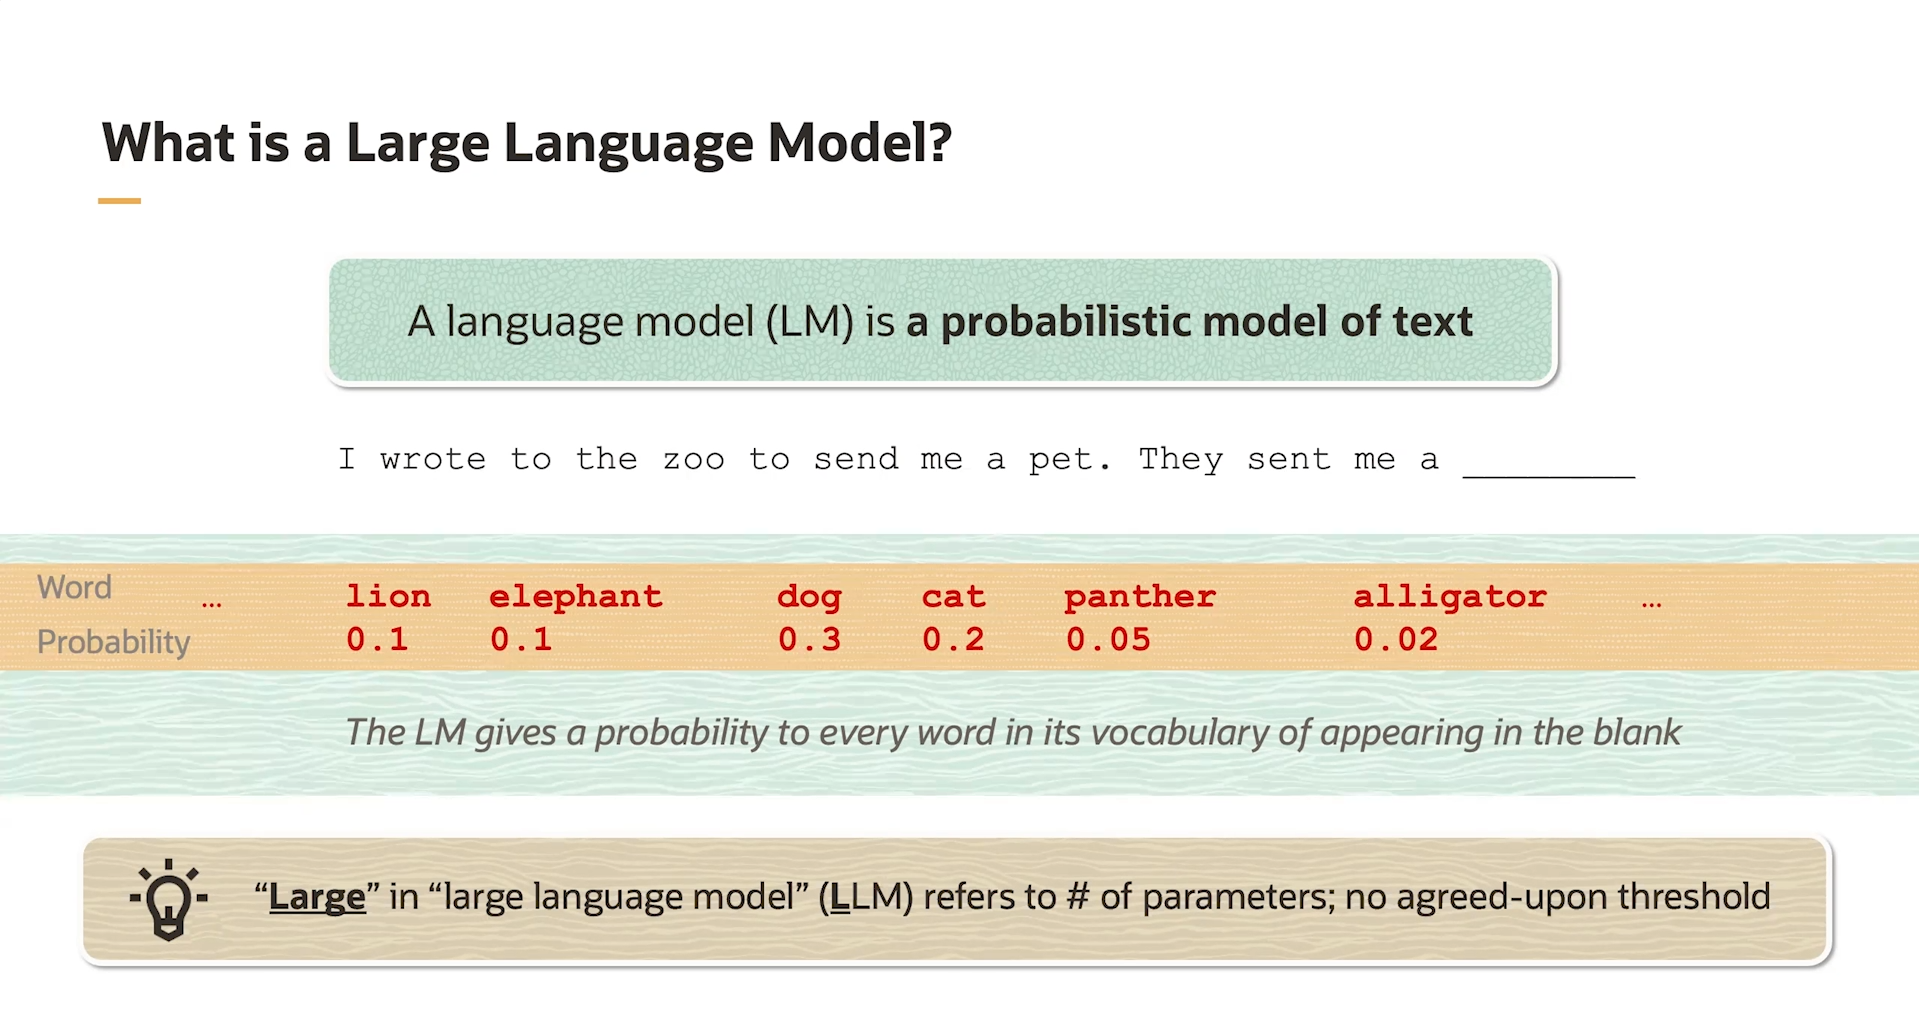 What is a Large Language Model?
A language model (LM) is a probabilistic model of text
I wrote to the zoo to send me a pet. They sent me a ________
Word ... lion elephant dog cat panther alligator ...
Probability 0.1 0.1 0.3 0.2 0.05 0.02
The LM gives a probability to every word in its vocabulary of appearing in the blank
“Large” in “large language model” (LLM) refers to # of parameters; no agreed-upon threshold